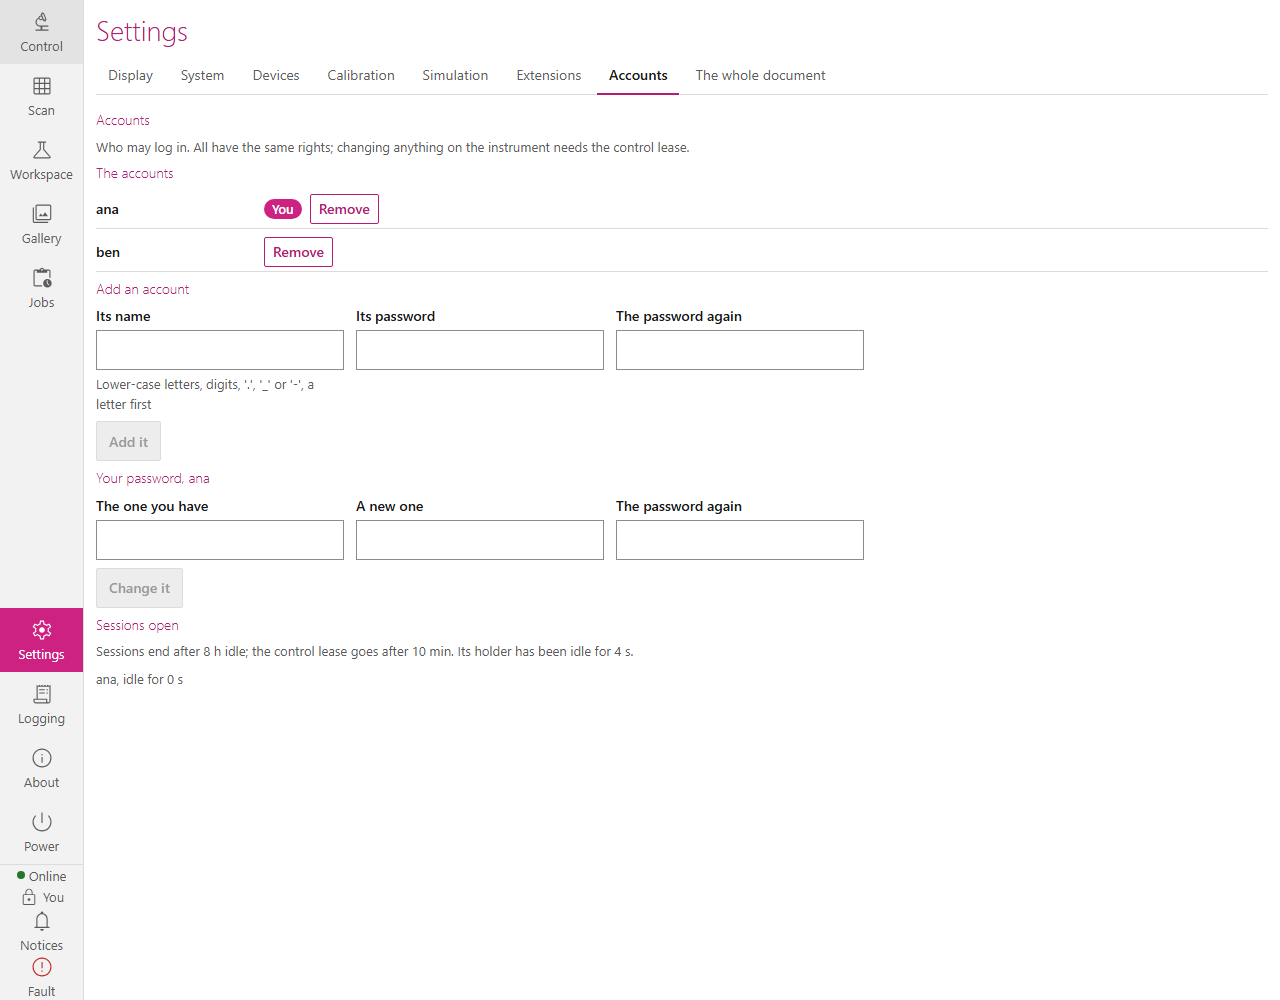 Control
Scan
Workspace
Gallery
Jobs
Settings
Logging
About
Power
Online
You
Notices
Fault
Settings
Display System Devices Calibration Simulation Extensions Accounts The whole document
Accounts
Who may log in. All have the same rights; changing anything on the instrument needs the control lease.
The accounts
ana You Remove
ben Remove
Add an account
Its name Its password The password again
Lower-case letters, digits, '.', '_' or '-', a
letter first
Add it
Your password, ana
The one you have A new one The password again
Change it
Sessions open
Sessions end after 8 h idle; the control lease goes after 10 min. Its holder has been idle for 4 s.
ana, idle for 0 s